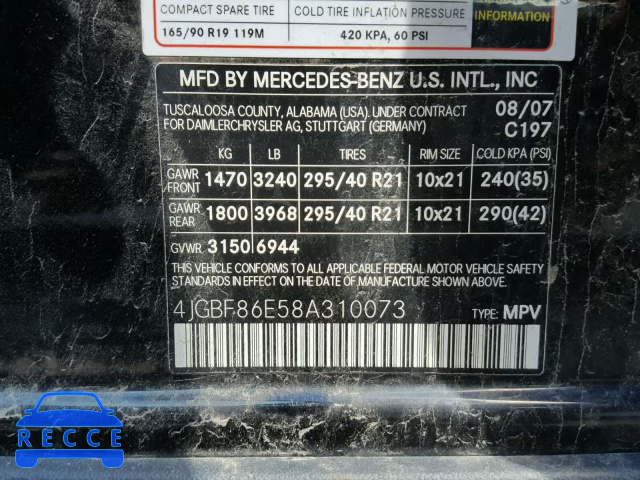 COMPACT SPARE TIRE COLD TIRE INFLATION PRESSURE
165/90 R19 119M 420 KPA, 60 PSI
INFORMATION
MFD BY MERCEDES-BENZ U.S. INTL., INC
TUSCALOOSA COUNTY, ALABAMA (USA). UNDER CONTRACT 08/07
FOR DAIMLERCHRYSLER AG, STUTTGART (GERMANY) C197
KG LB TIRES RIM SIZE COLD KPA (PSI)
GAWR FRONT 1470 3240 295/40 R21 10x21 240(35)
GAWR REAR 1800 3968 295/40 R21 10x21 290(42)
GVWR 3150 6944
THIS VEHICLE CONFORMS TO ALL APPLICABLE FEDERAL MOTOR VEHICLE SAFETY
STANDARDS IN EFFECT ON THE DATE OF MANUFACTURE SHOWN ABOVE.
4JGBF86E58A310073 TYPE: MPV
RECCE